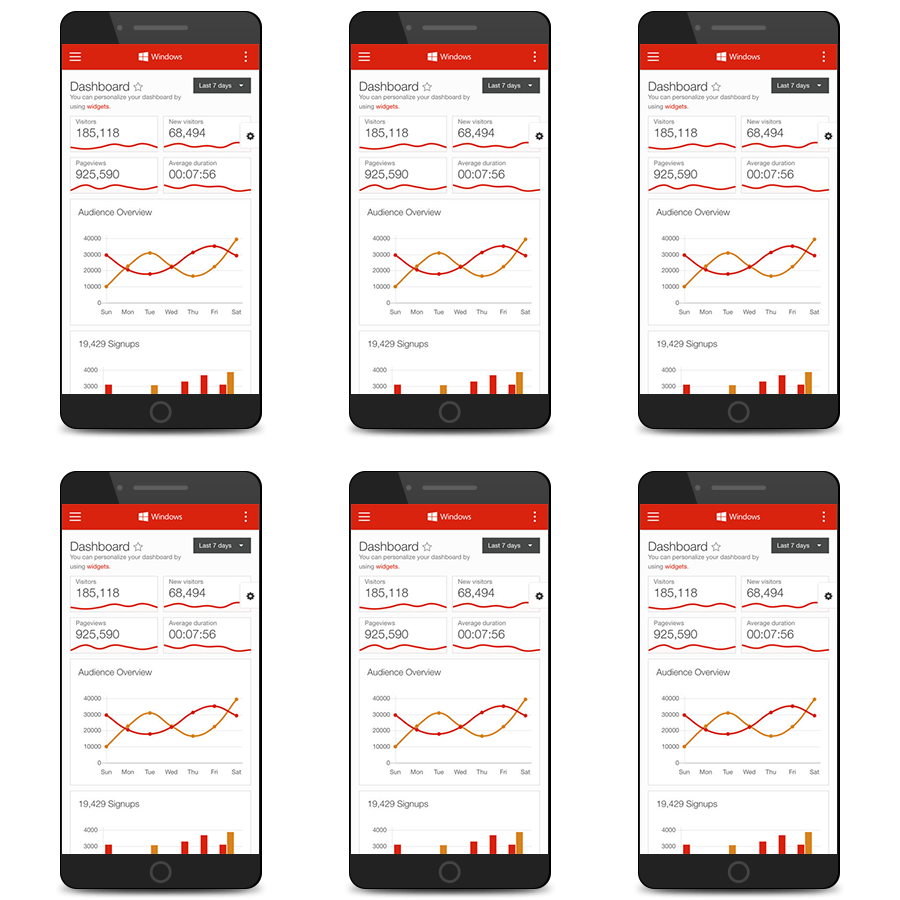 Windows
Dashboard
Last 7 days
You can personalize your dashboard by
using widgets.
Visitors
185,118
New visitors
68,494
Pageviews
925,590
Average duration
00:07:56
Audience Overview
40000
30000
20000
10000
0
Sun Mon Tue Wed Thu Fri Sat
19,429 Signups
4000
3000
Windows
Dashboard
Last 7 days
You can personalize your dashboard by
using widgets.
Visitors
185,118
New visitors
68,494
Pageviews
925,590
Average duration
00:07:56
Audience Overview
40000
30000
20000
10000
0
Sun Mon Tue Wed Thu Fri Sat
19,429 Signups
4000
3000
Windows
Dashboard
Last 7 days
You can personalize your dashboard by
using widgets.
Visitors
185,118
New visitors
68,494
Pageviews
925,590
Average duration
00:07:56
Audience Overview
40000
30000
20000
10000
0
Sun Mon Tue Wed Thu Fri Sat
19,429 Signups
4000
3000
Windows
Dashboard
Last 7 days
You can personalize your dashboard by
using widgets.
Visitors
185,118
New visitors
68,494
Pageviews
925,590
Average duration
00:07:56
Audience Overview
40000
30000
20000
10000
0
Sun Mon Tue Wed Thu Fri Sat
19,429 Signups
4000
3000
Windows
Dashboard
Last 7 days
You can personalize your dashboard by
using widgets.
Visitors
185,118
New visitors
68,494
Pageviews
925,590
Average duration
00:07:56
Audience Overview
40000
30000
20000
10000
0
Sun Mon Tue Wed Thu Fri Sat
19,429 Signups
4000
3000
Windows
Dashboard
Last 7 days
You can personalize your dashboard by
using widgets.
Visitors
185,118
New visitors
68,494
Pageviews
925,590
Average duration
00:07:56
Audience Overview
40000
30000
20000
10000
0
Sun Mon Tue Wed Thu Fri Sat
19,429 Signups
4000
3000